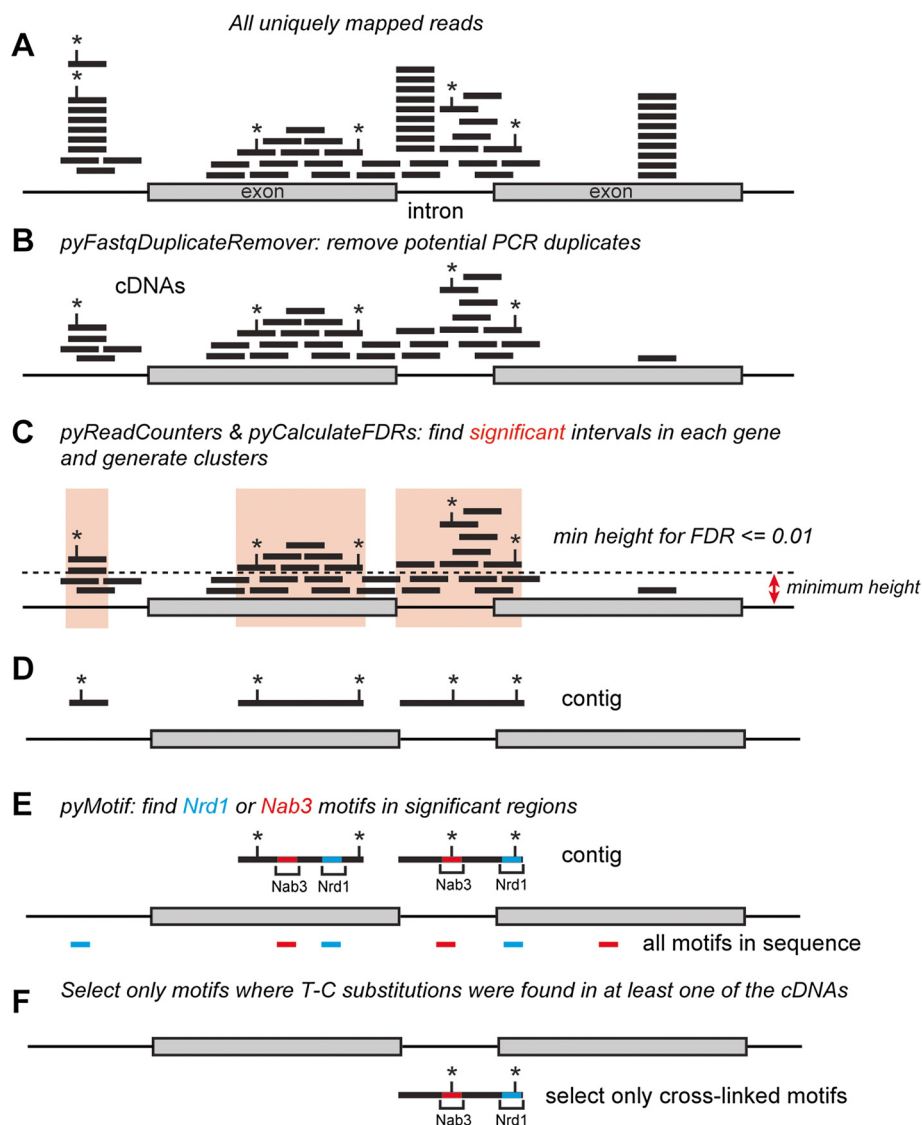 All uniquely mapped reads
A
* * * * * *
exon
exon
intron
B pyFastqDuplicateRemover: remove potential PCR duplicates
cDNAs
* * * * *
C pyReadCounters & pyCalculateFDRs: find significant intervals in each gene
and generate clusters
* * * * *
min height for FDR <= 0.01
minimum height
D
* * * * *
contig
E pyMotif: find Nrd1 or Nab3 motifs in significant regions
* * * *
contig
Nab3 Nrd1 Nab3 Nrd1
all motifs in sequence
F Select only motifs where T-C substitutions were found in at least one of the cDNAs
* *
select only cross-linked motifs
Nab3 Nrd1